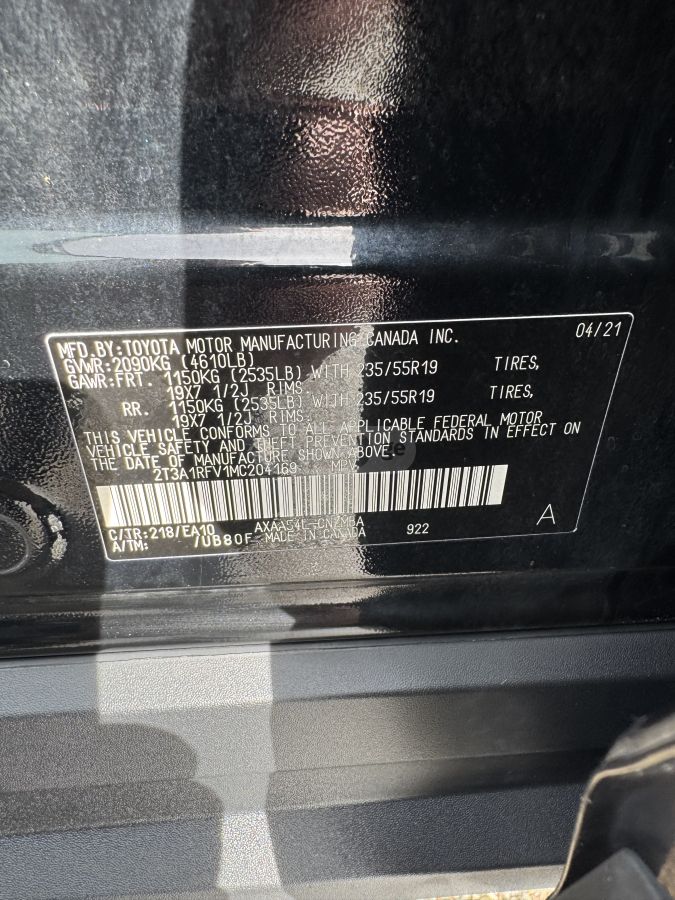 MFD.BY:TOYOTA MOTOR MANUFACTURING CANADA INC. 04/21
GVWR:2090KG (4610LB)
GAWR:FRT. 1150KG (2535LB) WITH 235/55R19 TIRES,
19X7 1/2J RIMS
RR. 1150KG (2535LB) WITH 235/55R19 TIRES,
19X7 1/2J RIMS
THIS VEHICLE CONFORMS TO ALL APPLICABLE FEDERAL MOTOR
VEHICLE SAFETY AND THEFT PREVENTION STANDARDS IN EFFECT ON
THE DATE OF MANUFACTURE SHOWN ABOVE.
2T3A1RFV1MC204169 MPV
C/TR:218/EA10 922 A
A/TM: /UB80F MADE IN CANADA